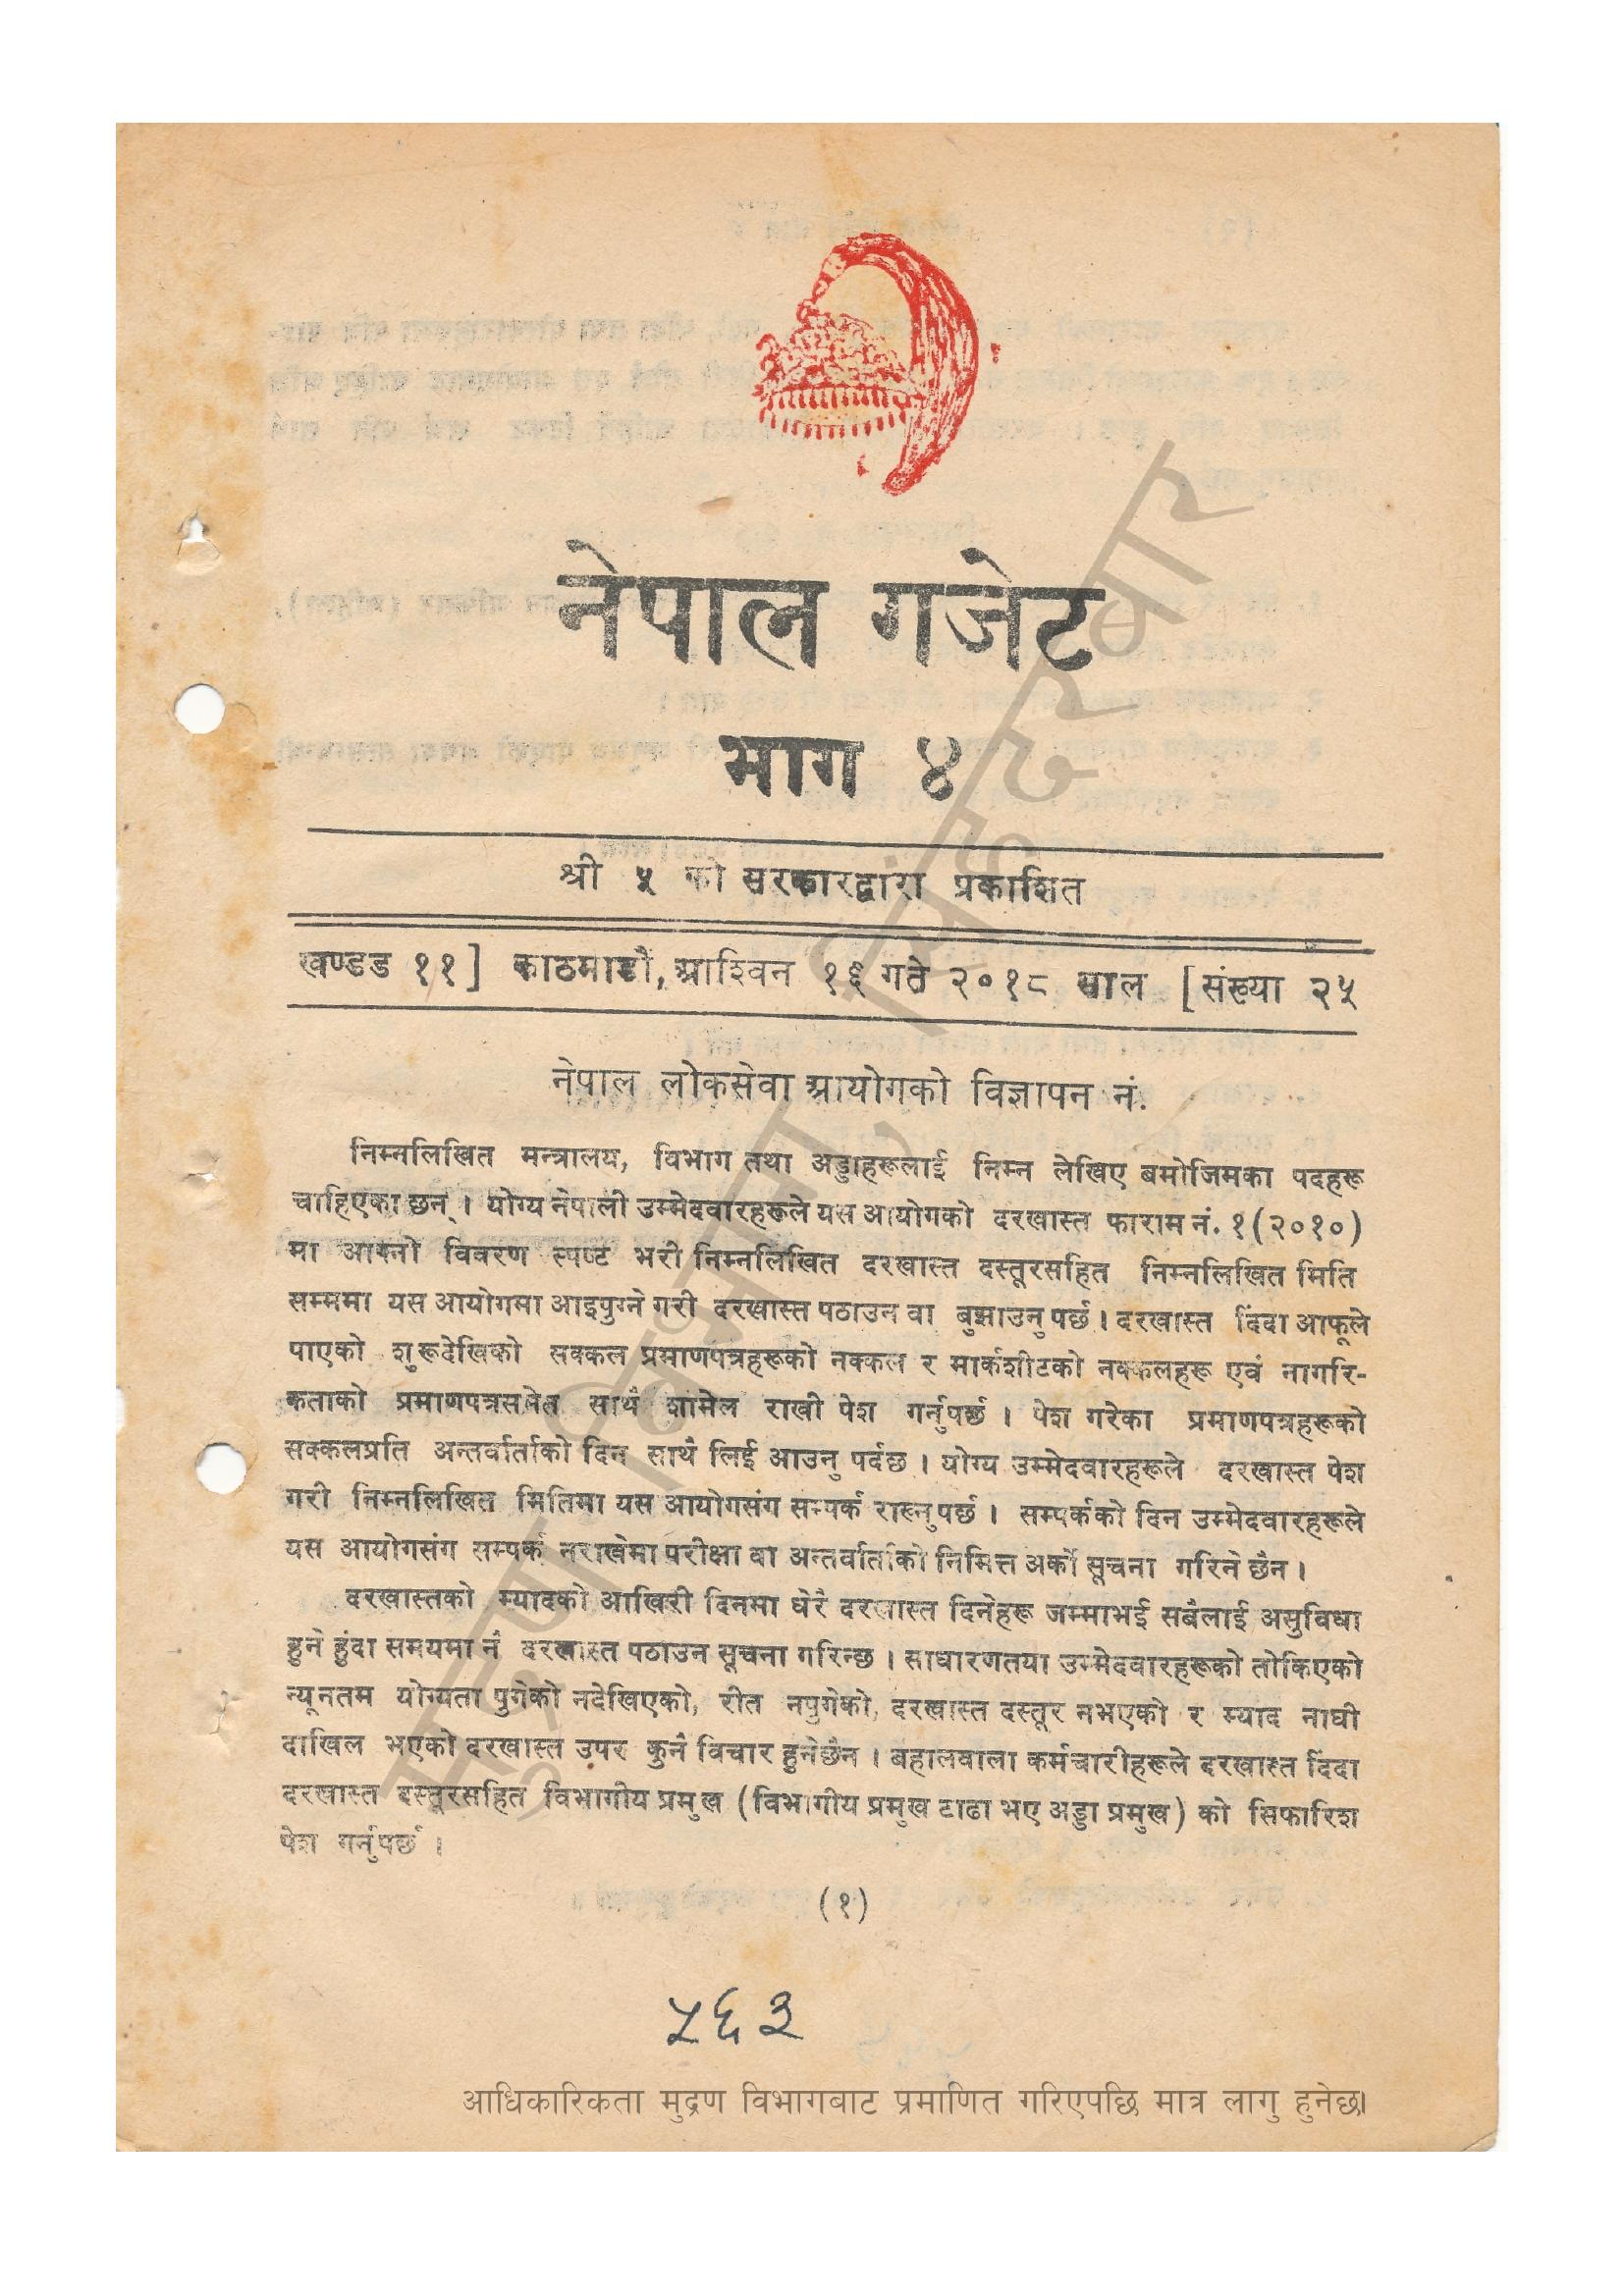 नेपाल गजेट
भाग ४
श्री ५ को सरकारद्वारा प्रकाशित
खण्डड ११] काठमाडौं, आश्विन १६ गते २०१८ साल [संख्या २५
नेपाल लोकसेवा आयोगको विज्ञापन नं.
निम्नलिखित मन्त्रालय, विभाग तथा अड्डाहरूलाई निम्न लेखिए बमोजिमका पदहरू
चाहिएका छन् । योग्य नेपाली उम्मेदवारहरूले यस आयोगको दरखास्त फाराम नं. १(२०१०)
मा आफ्नो विवरण स्पष्ट भरी निम्नलिखित दरखास्त दस्तूरसहित निम्नलिखित मिति
सम्ममा यस आयोगमा आइपुग्ने गरी दरखास्त पठाउन वा बुझाउनु पर्छ । दरखास्त दिंदा आफूले
पाएको शुरूदेखिको सक्कल प्रमाणपत्रहरूको नक्कल र मार्कशीटको नक्कलहरू एवं नागरि-
कताको प्रमाणपत्रसमेत साथै शामेल राखी पेश गर्नुपर्छ । पेश गरेका प्रमाणपत्रहरूको
सक्कलप्रति अन्तर्वार्ताको दिन साथै लिई आउनु पर्दछ । योग्य उम्मेदवारहरूले दरखास्त पेश
गरी निम्नलिखित मितिमा यस आयोगसंग सम्पर्क राख्नुपर्छ । सम्पर्कको दिन उम्मेदवारहरूले
यस आयोगसंग सम्पर्क नराखेमा परीक्षा वा अन्तर्वार्ताको निमित्त अर्को सूचना गरिने छैन ।
दरखास्तको म्यादको आखिरी दिनमा धेरै दरखास्त दिनेहरू जम्माभई सबैलाई असुविधा
हुने हुंदा समयमा नै दरखास्त पठाउन सूचना गरिन्छ । साधारणतया उम्मेदवारहरूको तोकिएको
न्यूनतम योग्यता पुगेको नदेखिएको, रीत नपुगेको, दरखास्त दस्तूर नभएको र म्याद नाघी
दाखिल भएको दरखास्त उपर कुनै विचार हुनेछैन । बहालवाला कर्मचारीहरूले दरखास्त दिंदा
दरखास्त दस्तूरसहित विभागीय प्रमुख (विभागीय प्रमुख टाढा भए अड्डा प्रमुख) को सिफारिश
पेश गर्नुपर्छ ।
(१)
५६३
आधिकारिकता मुद्रण विभागबाट प्रमाणित गरिएपछि मात्र लागु हुनेछ।
मुद्रण विभाग, सिंहदरवार